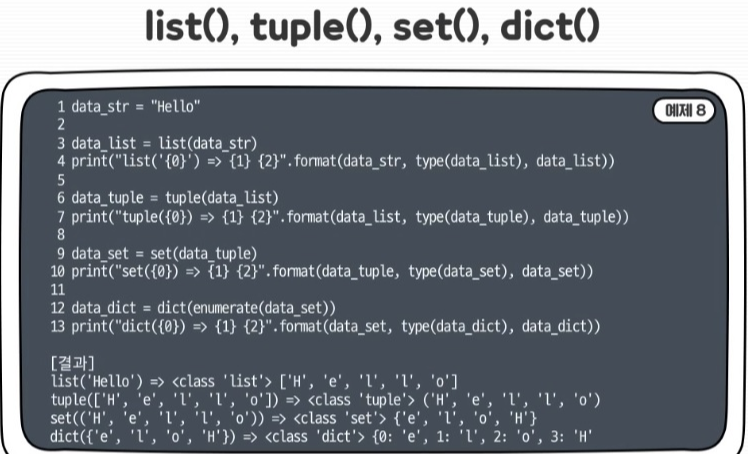 list(), tuple(), set(), dict()
예제 8
1 data_str = "Hello"
2
3 data_list = list(data_str)
4 print("list('{0}') => {1} {2}".format(data_str, type(data_list), data_list))
5
6 data_tuple = tuple(data_list)
7 print("tuple({0}) => {1} {2}".format(data_list, type(data_tuple), data_tuple))
8
9 data_set = set(data_tuple)
10 print("set({0}) => {1} {2}".format(data_tuple, type(data_set), data_set))
11
12 data_dict = dict(enumerate(data_set))
13 print("dict({0}) => {1} {2}".format(data_set, type(data_dict), data_dict))
[결과]
list('Hello') => <class 'list'> ['H', 'e', 'l', 'l', 'o']
tuple(['H', 'e', 'l', 'l', 'o']) => <class 'tuple'> ('H', 'e', 'l', 'l', 'o')
set(('H', 'e', 'l', 'l', 'o')) => <class 'set'> {'e', 'l', 'o', 'H'}
dict({'e', 'l', 'o', 'H'}) => <class 'dict'> {0: 'e', 1: 'l', 2: 'o', 3: 'H'